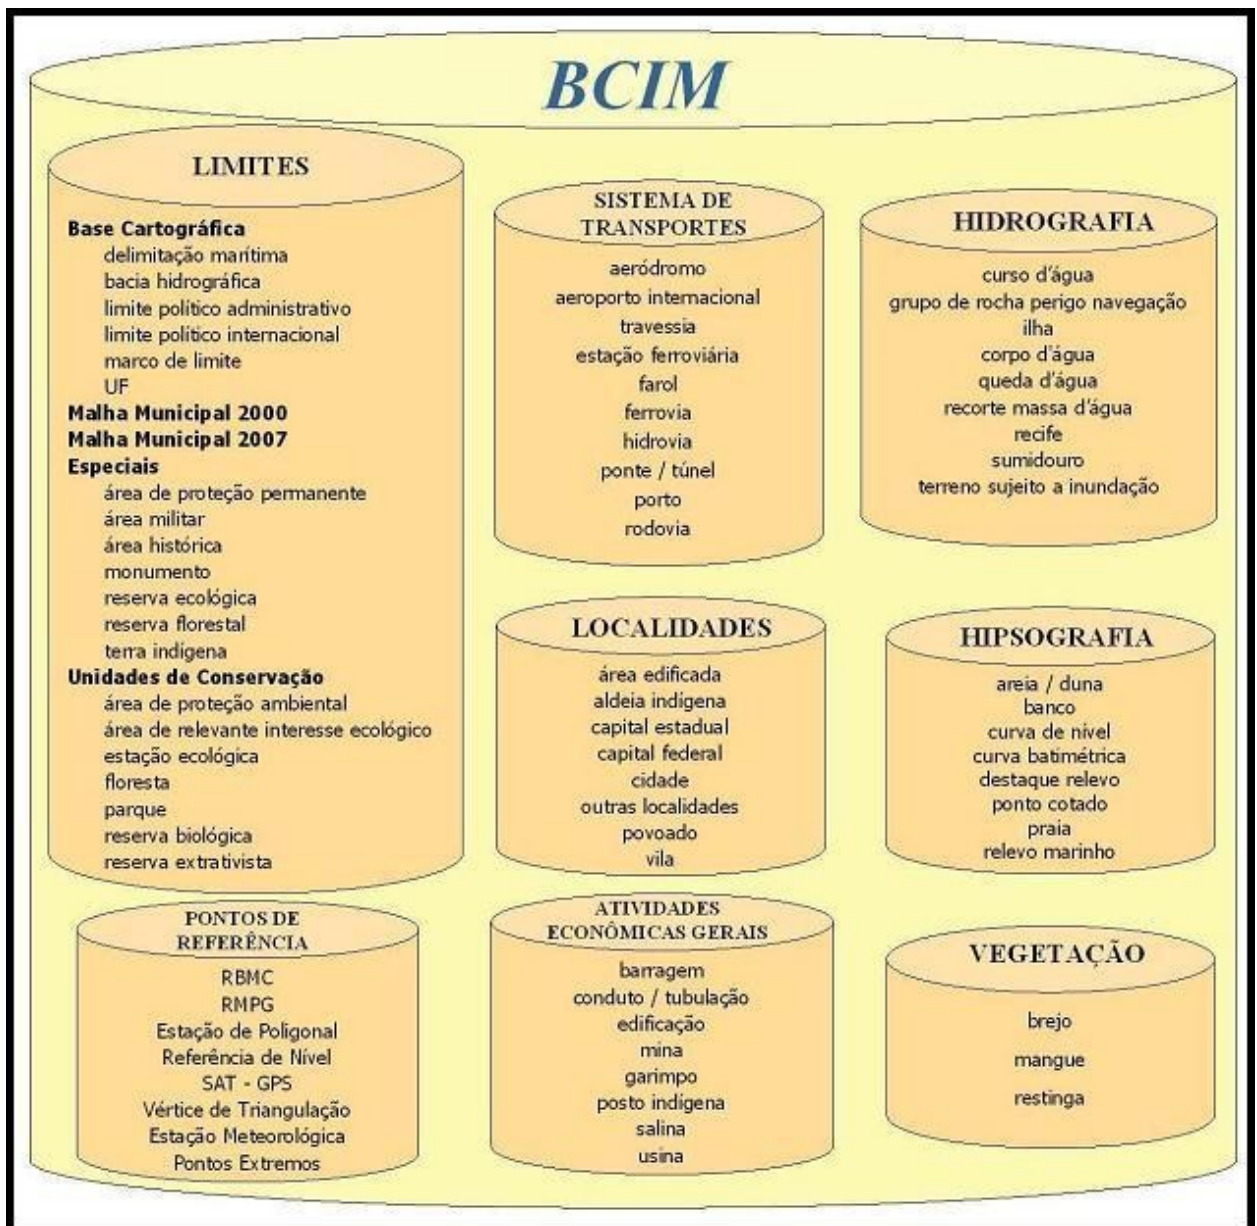 BCIM
LIMITES
Base Cartográfica
delimitação marítima
bacia hidrográfica
limite político administrativo
limite político internacional
marco de limite
UF
Malha Municipal 2000
Malha Municipal 2007
Especiais
área de proteção permanente
área militar
área histórica
monumento
reserva ecológica
reserva florestal
terra indígena
Unidades de Conservação
área de proteção ambiental
área de relevante interesse ecológico
estação ecológica
floresta
parque
reserva biológica
reserva extrativista
SISTEMA DE
TRANSPORTES
aeródromo
aeroporto internacional
travessia
estação ferroviária
farol
ferrovia
hidrovia
ponte / túnel
porto
rodovia
HIDROGRAFIA
curso d'água
grupo de rocha perigo navegação
ilha
corpo d'água
queda d'água
recorte massa d'água
recife
sumidouro
terreno sujeito a inundação
LOCALIDADES
área edificada
aldeia indígena
capital estadual
capital federal
cidade
outras localidades
povoado
vila
HIPSOGRAFIA
areia / duna
banco
curva de nível
curva batimétrica
destaque relevo
ponto cotado
praia
relevo marinho
PONTOS DE
REFERÊNCIA
RBMC
RMPG
Estação de Poligonal
Referência de Nível
SAT - GPS
Vértice de Triangulação
Estação Meteorológica
Pontos Extremos
ATIVIDADES
ECONÔMICAS GERAIS
barragem
conduto / tubulação
edificação
mina
garimpo
posto indígena
salina
usina
VEGETAÇÃO
brejo
mangue
restinga